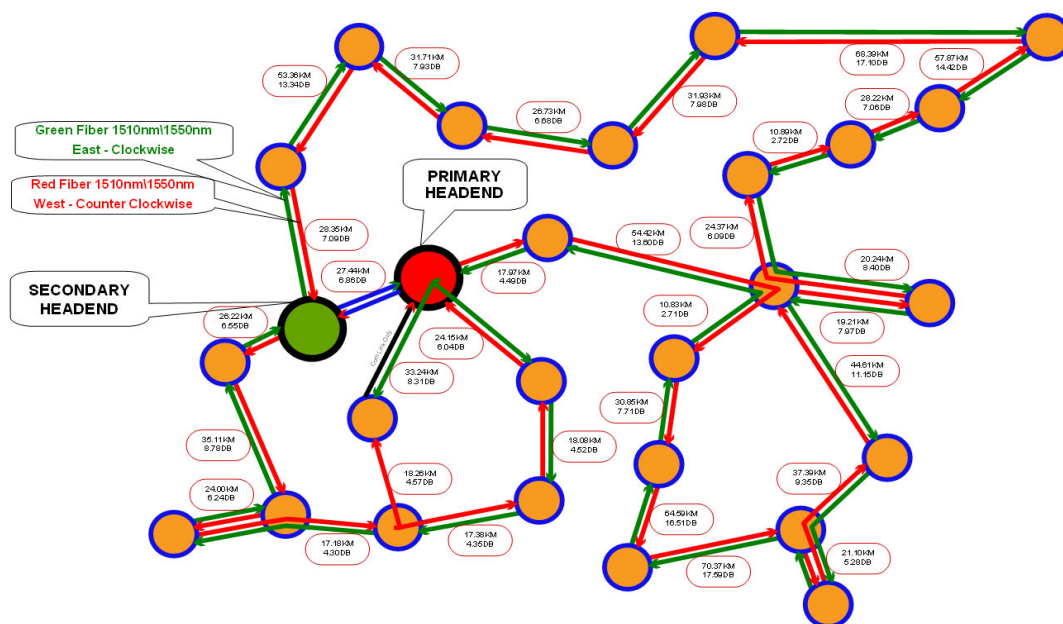 53.36KM
13.34DB
31.71KM
7.93DB
26.73KM
6.68DB
31.93KM
7.98DB
68.39KM
17.10DB
57.87KM
14.42DB
28.22KM
7.06DB
10.89KM
2.72DB
Green Fiber 1510nm\1550nm
East - Clockwise
Red Fiber 1510nm\1550nm
West - Counter Clockwise
PRIMARY
HEADEND
28.35KM
7.09DB
SECONDARY
HEADEND
27.44KM
6.86DB
17.97KM
4.49DB
54.42KM
13.60DB
24.37KM
6.09DB
20.24KM
8.40DB
19.21KM
7.97DB
26.22KM
6.55DB
Com Link Only
33.24KM
8.31DB
24.15KM
6.04DB
10.83KM
2.71DB
44.61KM
11.15DB
30.85KM
7.71DB
35.11KM
8.78DB
18.26KM
4.57DB
18.08KM
4.52DB
37.39KM
9.35DB
24.00KM
6.24DB
17.18KM
4.30DB
17.38KM
4.35DB
64.59KM
16.51DB
70.37KM
17.59DB
21.10KM
5.28DB